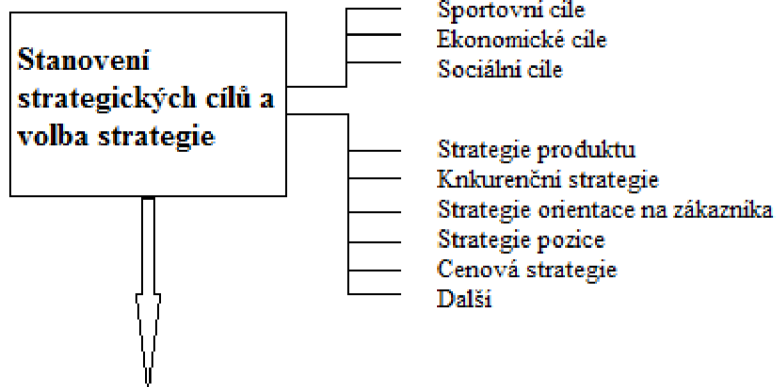 Stanovení
strategických cílů a
volba strategie
Sportovní cíle
Ekonomické cíle
Sociální cíle
Strategie produktu
Knkurenční strategie
Strategie orientace na zákazníka
Strategie pozice
Cenová strategie
Další